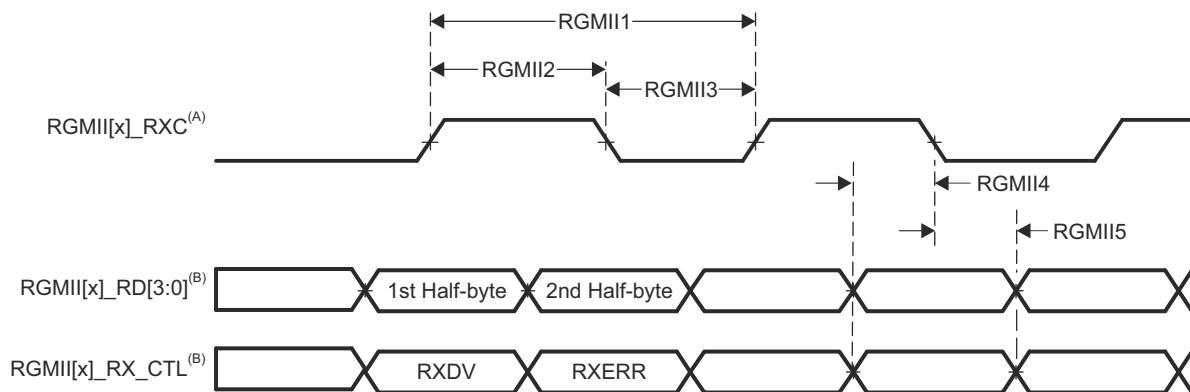 RGMII1
RGMII2
RGMII3
RGMII[x]_RXC(A)
RGMII4
RGMII5
RGMII[x]_RD[3:0](B)
1st Half-byte
2nd Half-byte
RGMII[x]_RX_CTL(B)
RXDV
RXERR